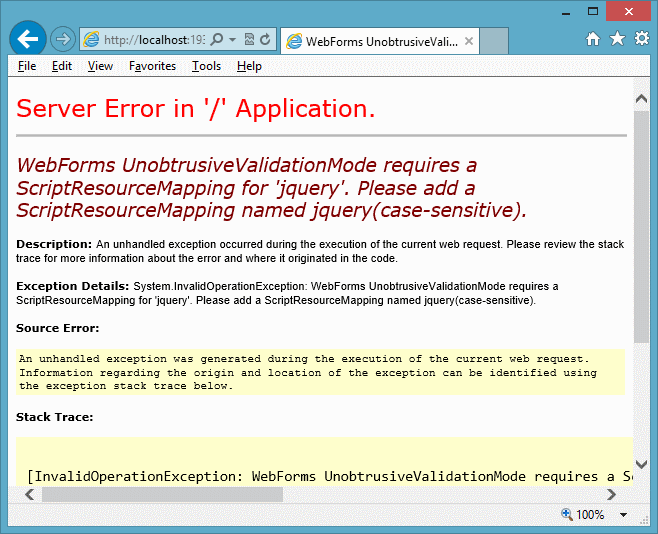 http://localhost:193
WebForms UnobtrusiveVali...
File Edit View Favorites Tools Help
Server Error in '/' Application.
WebForms UnobtrusiveValidationMode requires a
ScriptResourceMapping for 'jquery'. Please add a
ScriptResourceMapping named jquery(case-sensitive).
Description: An unhandled exception occurred during the execution of the current web request. Please review the stack
trace for more information about the error and where it originated in the code.
Exception Details: System.InvalidOperationException: WebForms UnobtrusiveValidationMode requires a
ScriptResourceMapping for 'jquery'. Please add a ScriptResourceMapping named jquery(case-sensitive).
Source Error:
An unhandled exception was generated during the execution of the current web request.
Information regarding the origin and location of the exception can be identified using
the exception stack trace below.
Stack Trace:
[InvalidOperationException: WebForms UnobtrusiveValidationMode requires a Sc
100%